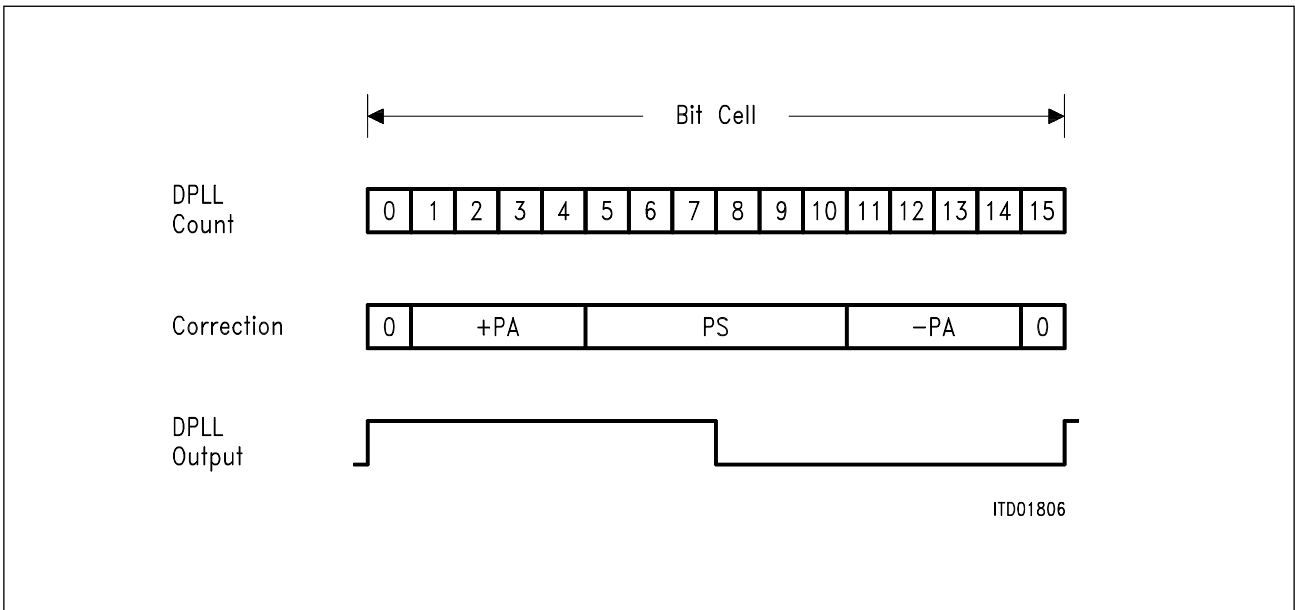 Bit Cell
DPLL
Count
0 1 2 3 4 5 6 7 8 9 10 11 12 13 14 15
Correction
0 +PA PS −PA 0
DPLL
Output
ITD01806